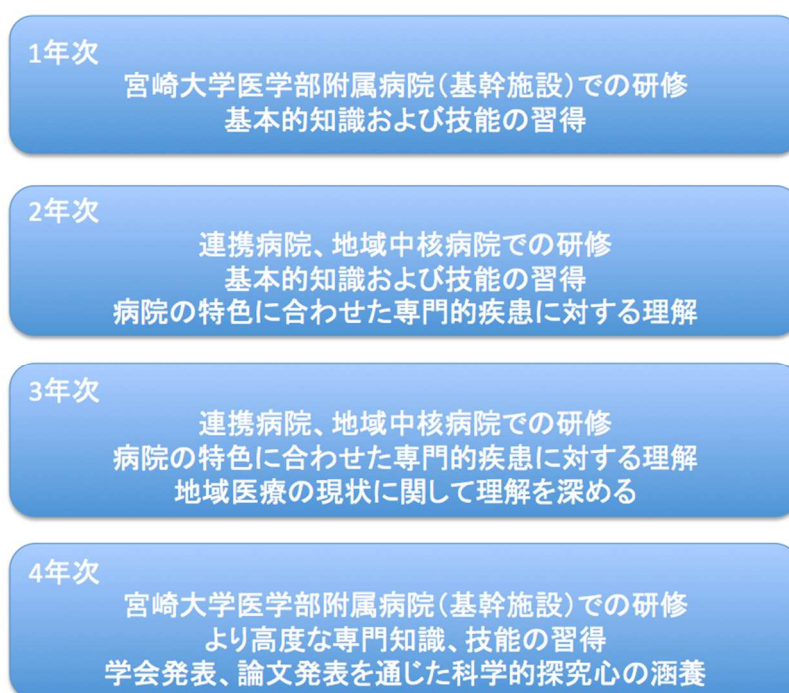 1年次
宮崎大学医学部附属病院（基幹施設）での研修
基本的知識および技能の習得
2年次
連携病院、地域中核病院での研修
基本的知識および技能の習得
病院の特色に合わせた専門的疾患に対する理解
3年次
連携病院、地域中核病院での研修
病院の特色に合わせた専門的疾患に対する理解
地域医療の現状に関して理解を深める
4年次
宮崎大学医学部附属病院（基幹施設）での研修
より高度な専門知識、技能の習得
学会発表、論文発表を通じた科学的探究心の涵養